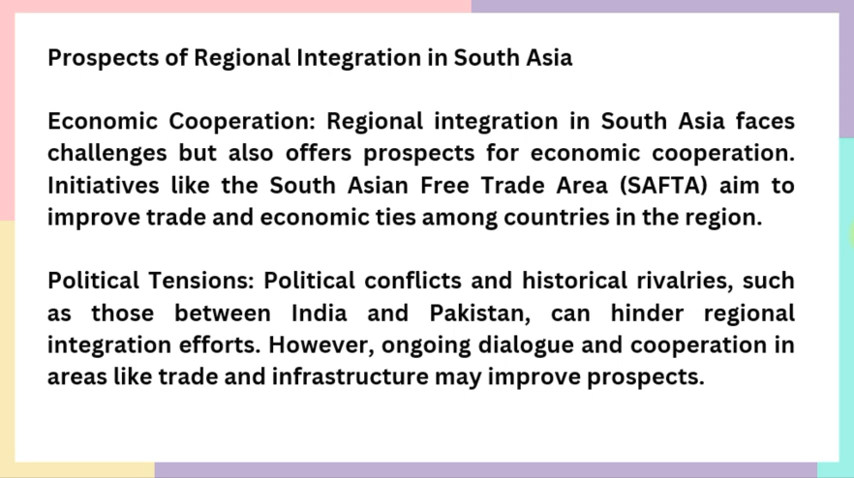 Prospects of Regional Integration in South Asia
Economic Cooperation: Regional integration in South Asia faces
challenges but also offers prospects for economic cooperation.
Initiatives like the South Asian Free Trade Area (SAFTA) aim to
improve trade and economic ties among countries in the region.
Political Tensions: Political conflicts and historical rivalries, such
as those between India and Pakistan, can hinder regional
integration efforts. However, ongoing dialogue and cooperation in
areas like trade and infrastructure may improve prospects.